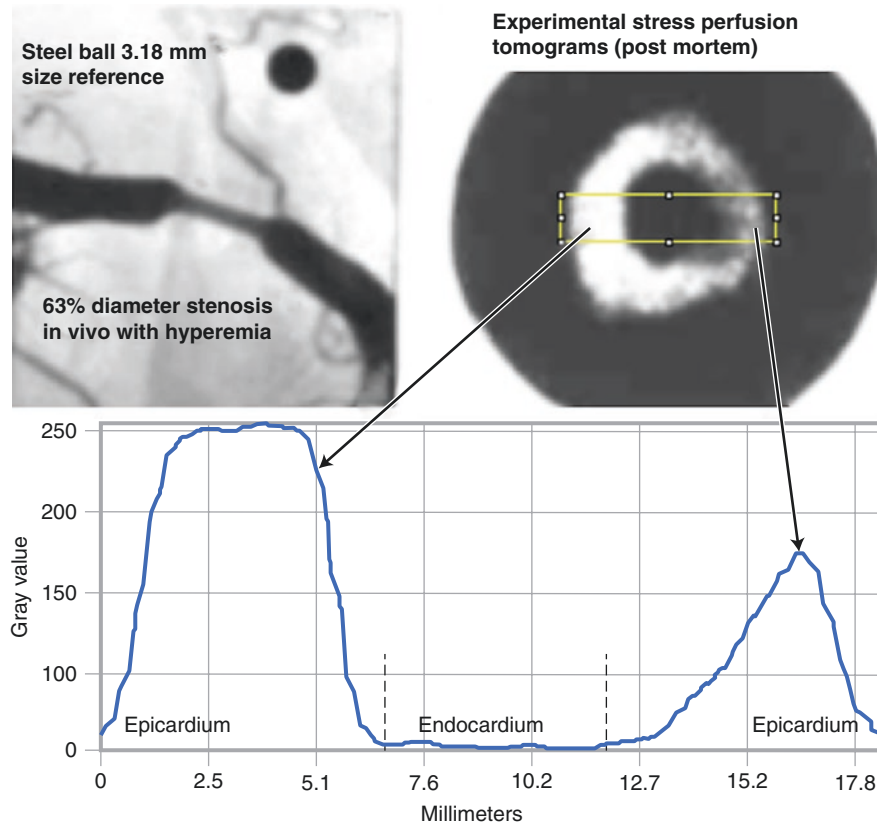 Steel ball 3.18 mm
size reference
Experimental stress perfusion
tomograms (post mortem)
63% diameter stenosis
in vivo with hyperemia
250
200
150
100
0
Gray value
Epicardium
Endocardium
Epicardium
0
2.5
5.1
7.6
10.2
12.7
15.2
17.8
Millimeters